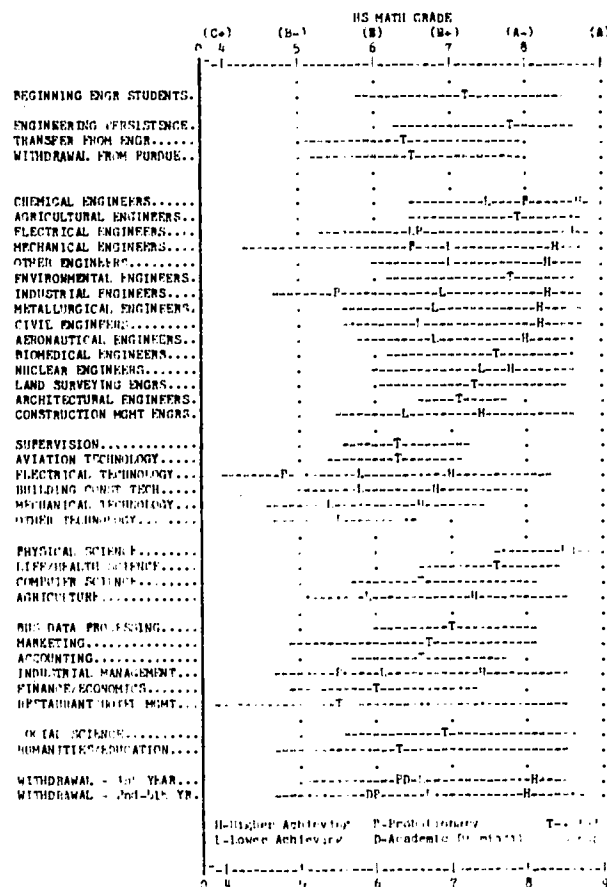 HS MATH GRADE
(C+) (B-) (B) (B+) (A-) (A)
0 4 5 6 7 8 9
BEGINNING ENGR STUDENTS.
ENGINEERING PERSISTENCE.
TRANSFER FROM ENGR......
WITHDRAWAL FROM PURDUE..
CHEMICAL ENGINEERS......
AGRICULTURAL ENGINEERS..
ELECTRICAL ENGINEERS....
MECHANICAL ENGINEERS....
OTHER ENGINEERS.........
ENVIRONMENTAL ENGINEERS.
INDUSTRIAL ENGINEERS....
METALLURGICAL ENGINEERS.
CIVIL ENGINEERS.........
AERONAUTICAL ENGINEERS..
BIOMEDICAL ENGINEERS....
NUCLEAR ENGINEERS.......
LAND SURVEYING ENGRS....
ARCHITECTURAL ENGINEERS.
CONSTRUCTION MGMT ENGRS.
SUPERVISION.............
AVIATION TECHNOLOGY.....
ELECTRICAL TECHNOLOGY...
BUILDING CONST TECH.....
MECHANICAL TECHNOLOGY...
OTHER TECHNOLOGY........
PHYSICAL SCIENCE........
LIFE/HEALTH SCIENCE.....
COMPUTER SCIENCE........
AGRICULTURE.............
BUS DATA PROCESSING.....
MARKETING...............
ACCOUNTING..............
INDUSTRIAL MANAGEMENT...
FINANCE/ECONOMICS.......
RESTAURANT HOTEL MGMT...
SOCIAL SCIENCE..........
HUMANITIES/EDUCATION....
WITHDRAWAL - 1st YEAR...
WITHDRAWAL - 2nd-5th YR.
H-Higher Achieving P-Probationary
L-Lower Achieving D-Academic
0 4 5 6 7 8 9